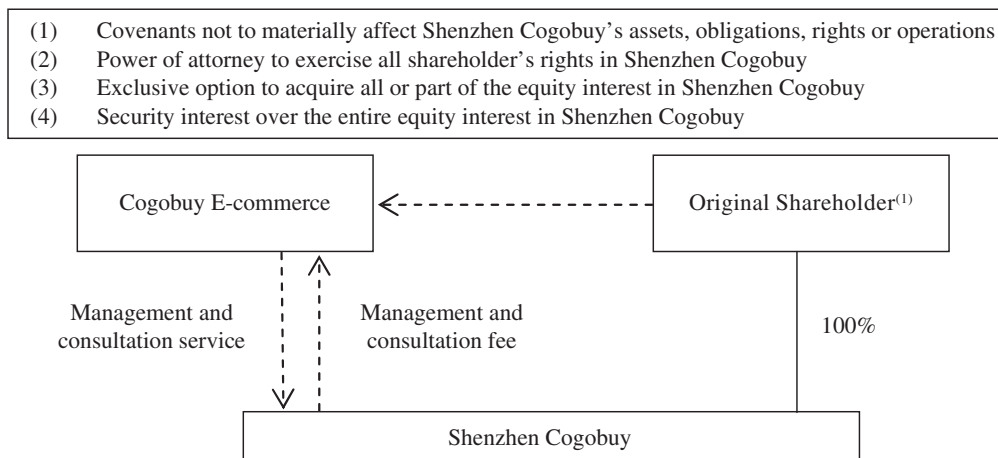 (1) Covenants not to materially affect Shenzhen Cogobuy’s assets, obligations, rights or operations
(2) Power of attorney to exercise all shareholder’s rights in Shenzhen Cogobuy
(3) Exclusive option to acquire all or part of the equity interest in Shenzhen Cogobuy
(4) Security interest over the entire equity interest in Shenzhen Cogobuy
Cogobuy E-commerce
Original Shareholder(1)
Management and
consultation service
Management and
consultation fee
100%
Shenzhen Cogobuy